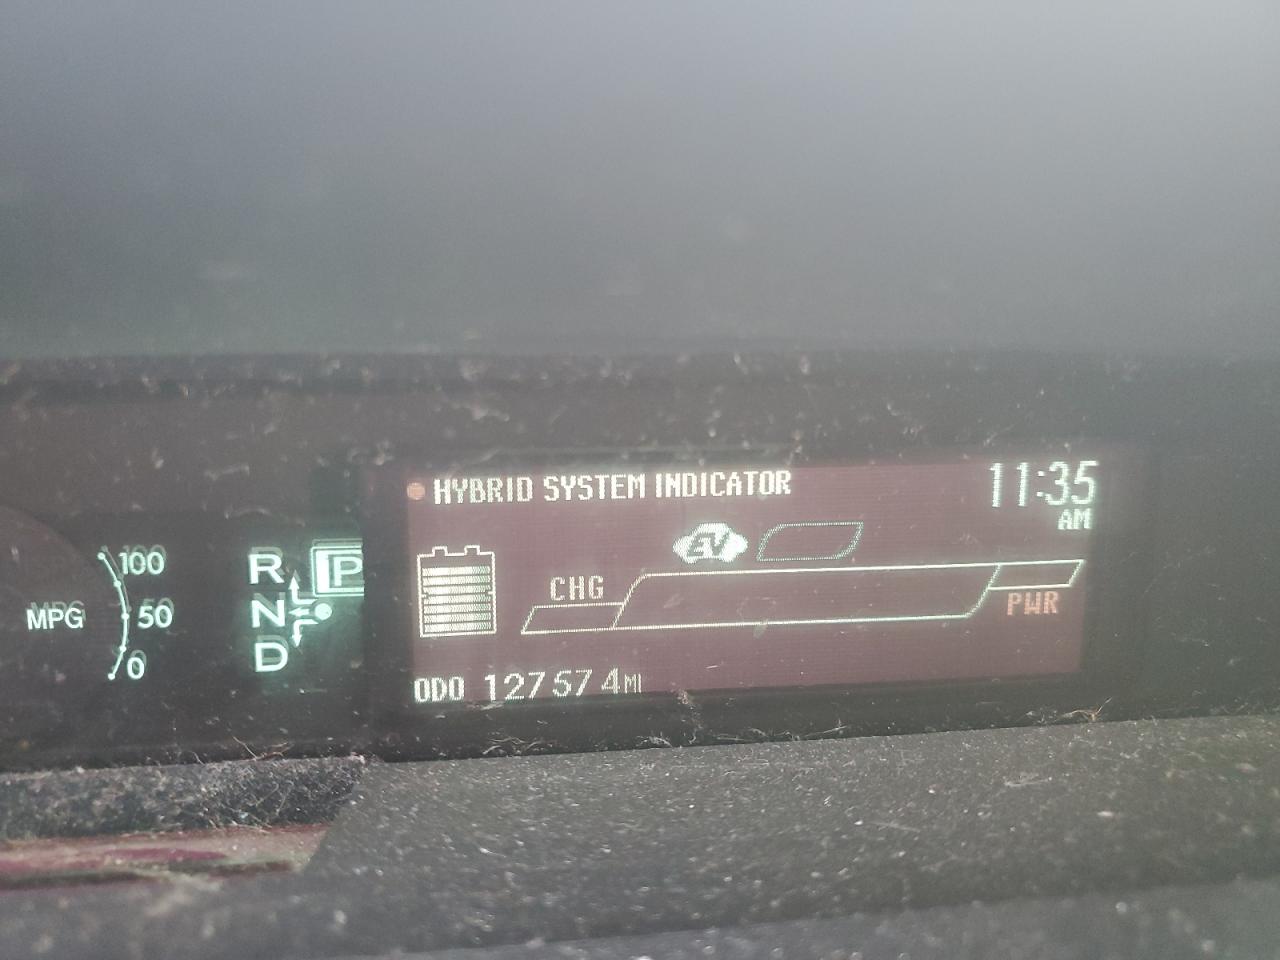 HYBRID SYSTEM INDICATOR
11:35
AM
EV
CHG
PWR
ODO 127574MI
MPG
100
50
0
R
P
N
D